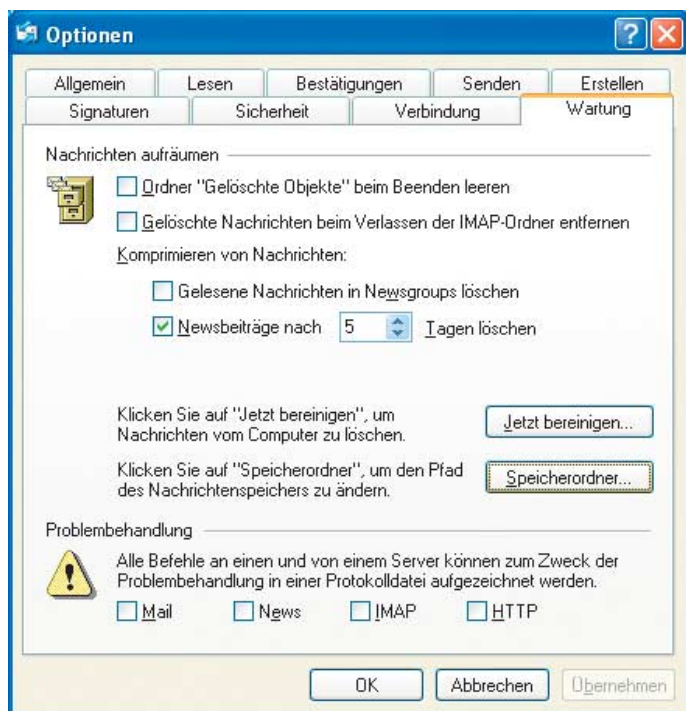 Optionen
Allgemein Lesen Bestätigungen Senden Erstellen
Signaturen Sicherheit Verbindung Wartung
Nachrichten aufräumen
Ordner "Gelöschte Objekte" beim Beenden leeren
Gelöschte Nachrichten beim Verlassen der IMAP-Ordner entfernen
Komprimieren von Nachrichten:
Gelesene Nachrichten in Newsgroups löschen
Newsbeiträge nach 5 Tagen löschen
Klicken Sie auf "Jetzt bereinigen", um
Nachrichten vom Computer zu löschen.
Jetzt bereinigen...
Klicken Sie auf "Speicherordner", um den Pfad
des Nachrichtenspeichers zu ändern.
Speicherordner...
Problembehandlung
Alle Befehle an einen und von einem Server können zum Zweck der
Problembehandlung in einer Protokolldatei aufgezeichnet werden.
Mail News IMAP HTTP
OK Abbrechen Übernehmen